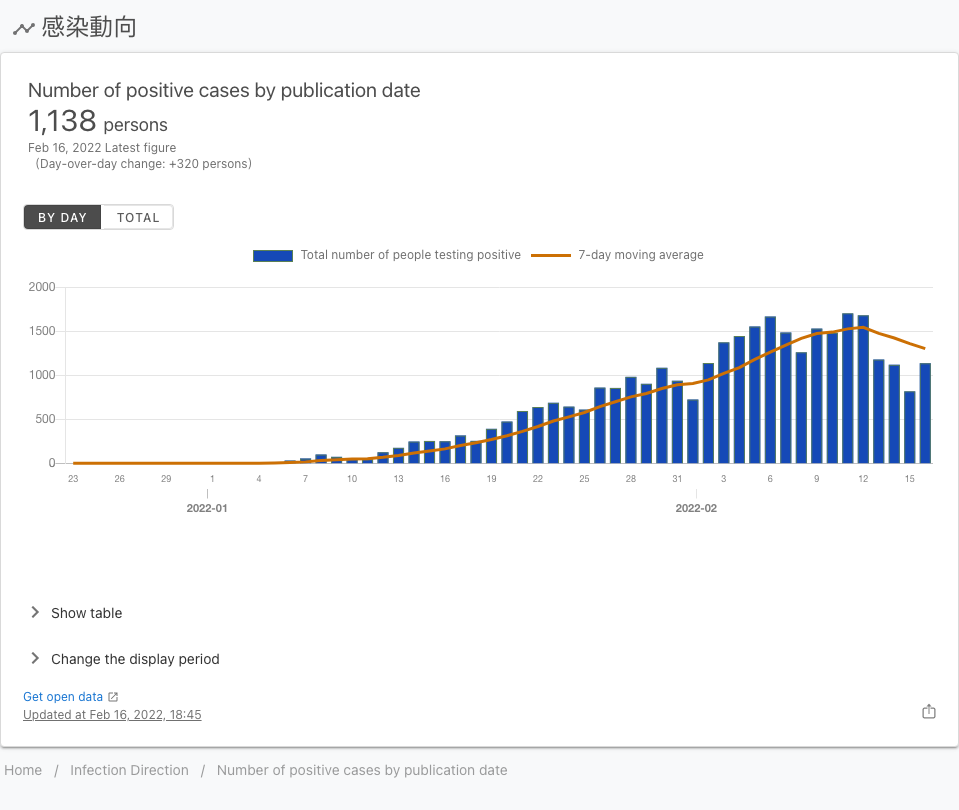 感染動向
Number of positive cases by publication date
1,138 persons
Feb 16, 2022 Latest figure
(Day-over-day change: +320 persons)
BY DAY TOTAL
Total number of people testing positive 7-day moving average
2000
1500
1000
500
0
23 26 29 1 4 7 10 13 16 19 22 25 28 31 3 6 9 12 15
2022-01 2022-02
Show table
Change the display period
Get open data
Updated at Feb 16, 2022, 18:45
Home / Infection Direction / Number of positive cases by publication date